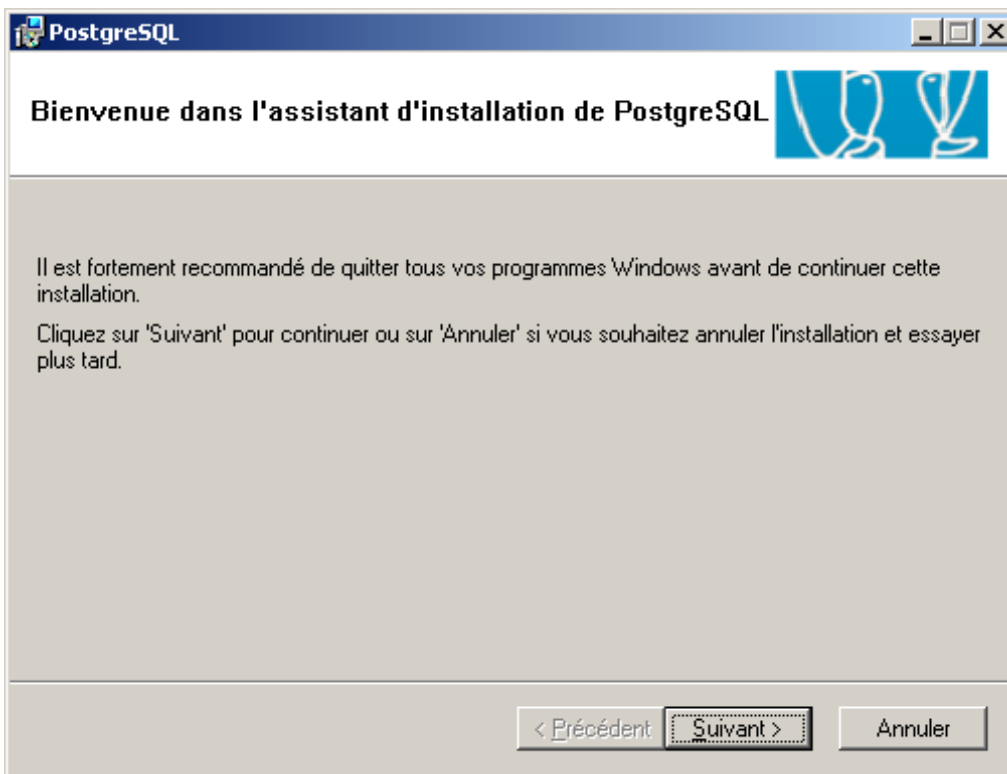 PostgreSQL
Bienvenue dans l'assistant d'installation de PostgreSQL
Il est fortement recommandé de quitter tous vos programmes Windows avant de continuer cette
installation.
Cliquez sur 'Suivant' pour continuer ou sur 'Annuler' si vous souhaitez annuler l'installation et essayer
plus tard.
< Précédent
Suivant >
Annuler